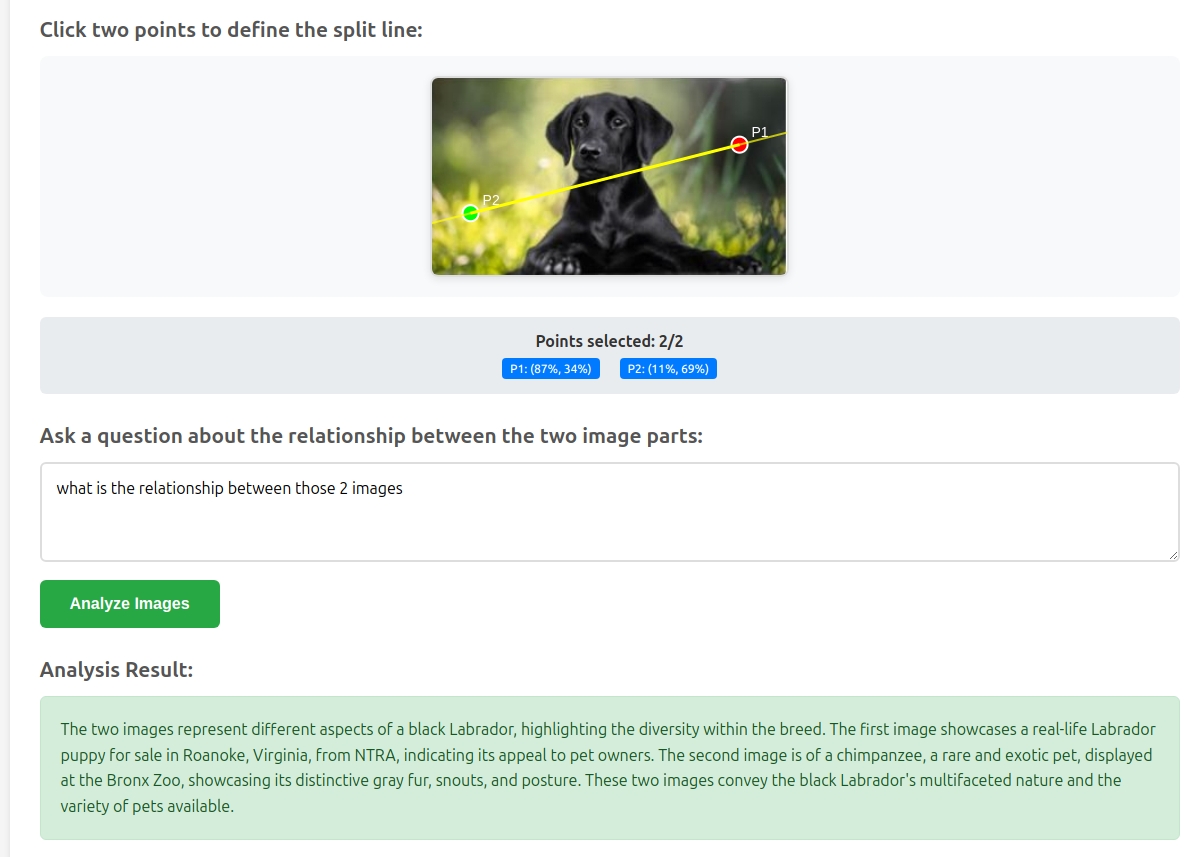 Click two points to define the split line:
P1
P2
Points selected: 2/2
P1: (87%, 34%) P2: (11%, 69%)
Ask a question about the relationship between the two image parts:
what is the relationship between those 2 images
Analyze Images
Analysis Result:
The two images represent different aspects of a black Labrador, highlighting the diversity within the breed. The first image showcases a real-life Labrador
puppy for sale in Roanoke, Virginia, from NTRA, indicating its appeal to pet owners. The second image is of a chimpanzee, a rare and exotic pet, displayed
at the Bronx Zoo, showcasing its distinctive gray fur, snouts, and posture. These two images convey the black Labrador's multifaceted nature and the
variety of pets available.